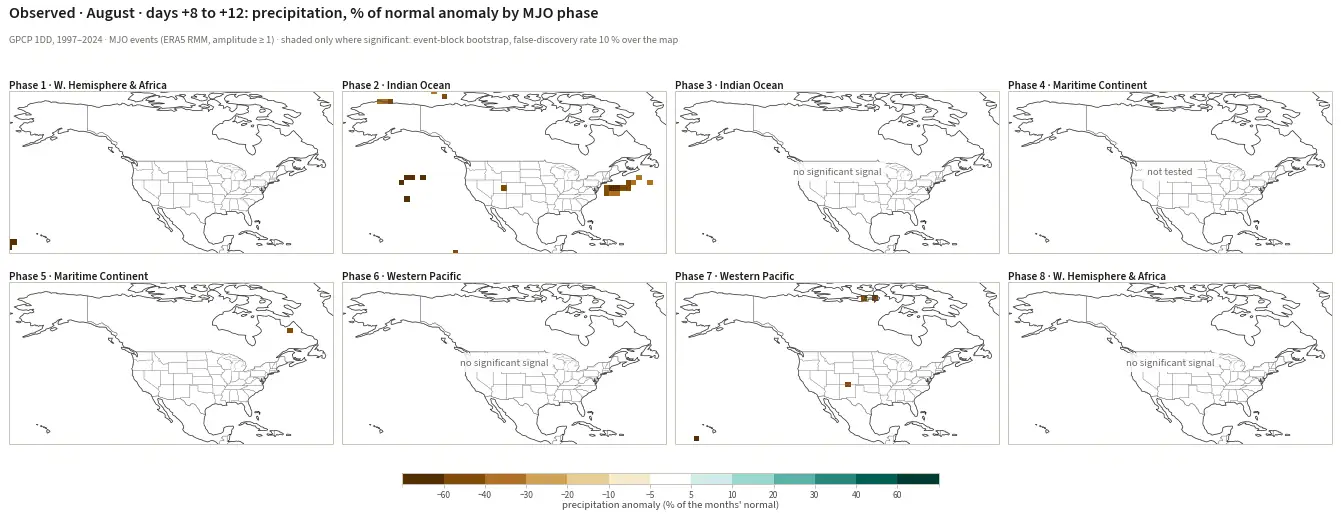 Observed · August · days +8 to +12: precipitation, % of normal anomaly by MJO phase
GPCP 1DD, 1997–2024 · MJO events (ERA5 RMM, amplitude ≥ 1) · shaded only where significant: event-block bootstrap, false-discovery rate 10 % over the map
Phase 1 · W. Hemisphere & Africa
Phase 2 · Indian Ocean
Phase 3 · Indian Ocean
Phase 4 · Maritime Continent
no significant signal
not tested
Phase 5 · Maritime Continent
Phase 6 · Western Pacific
Phase 7 · Western Pacific
Phase 8 · W. Hemisphere & Africa
no significant signal
no significant signal
−60 −40 −30 −20 −10 −5 5 10 20 30 40 60
precipitation anomaly (% of the months' normal)